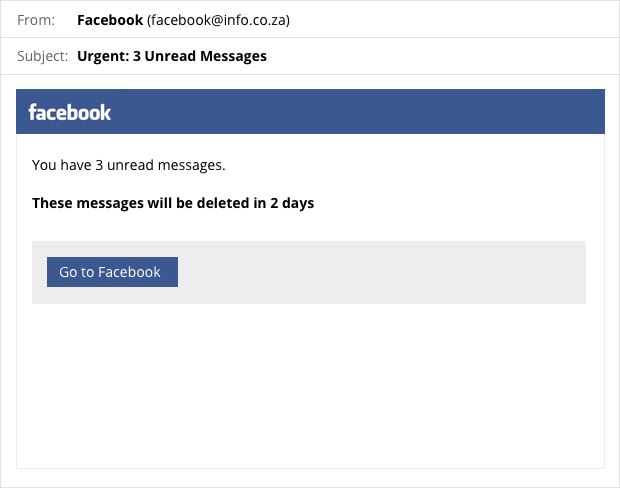 From: Facebook (facebook@info.co.za)
Subject: Urgent: 3 Unread Messages
facebook
You have 3 unread messages.
These messages will be deleted in 2 days
Go to Facebook